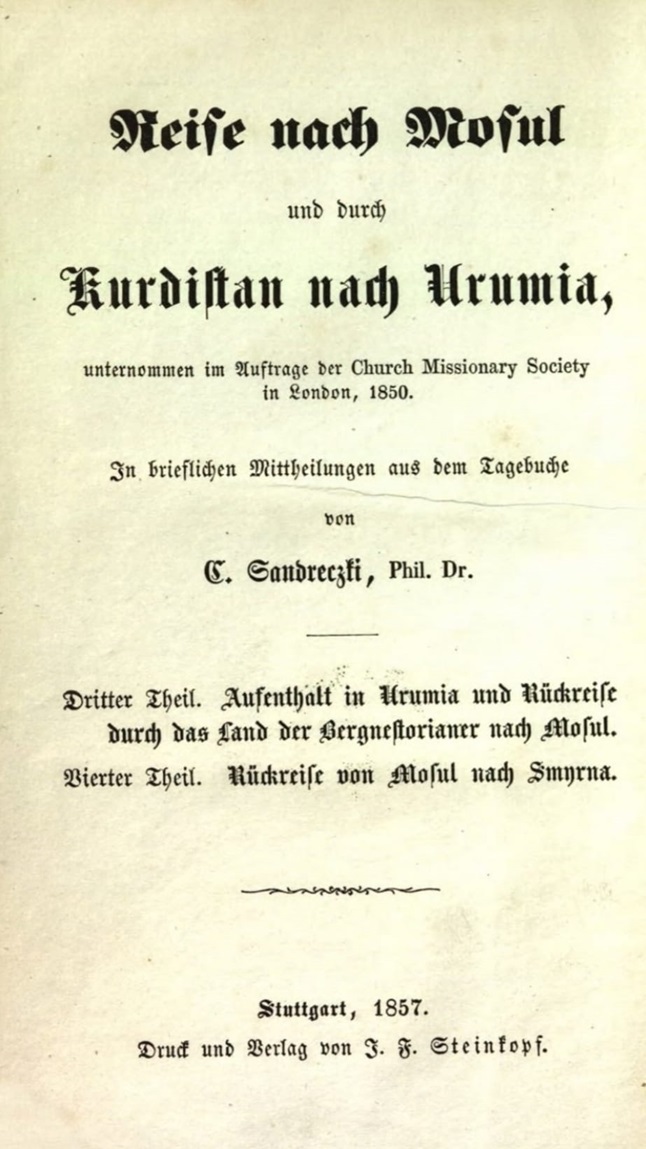 Reise nach Mosul
und durch
Kurdistan nach Urumia,
unternommen im Auftrage der Church Missionary Society
in London, 1850.
In brieflichen Mittheilungen aus dem Tagebuche
von
C. Sandreczki, Phil. Dr.
Dritter Theil. Aufenthalt in Urumia und Rückreise
durch das Land der Bergnestorianer nach Mosul.
Vierter Theil. Rückreise von Mosul nach Smyrna.
Stuttgart, 1857.
Druck und Verlag von J. F. Steinkopf.